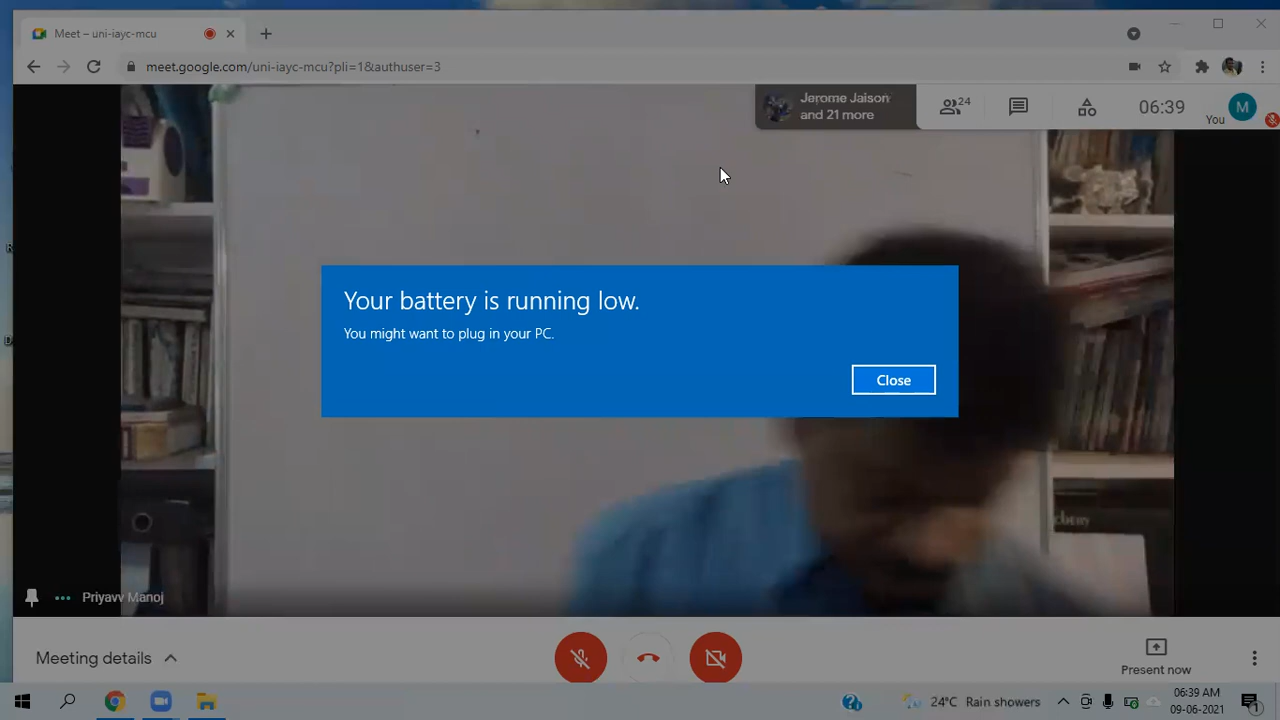 Meet – uni-iayc-mcu
meet.google.com/uni-iayc-mcu?pli=1&authuser=3
Jerome Jaison
and 21 more
24
06:39
You
M
Your battery is running low.
You might want to plug in your PC.
Close
Priyavv Manoj
Meeting details
Present now
24°C Rain showers
06:39 AM
09-06-2021
1